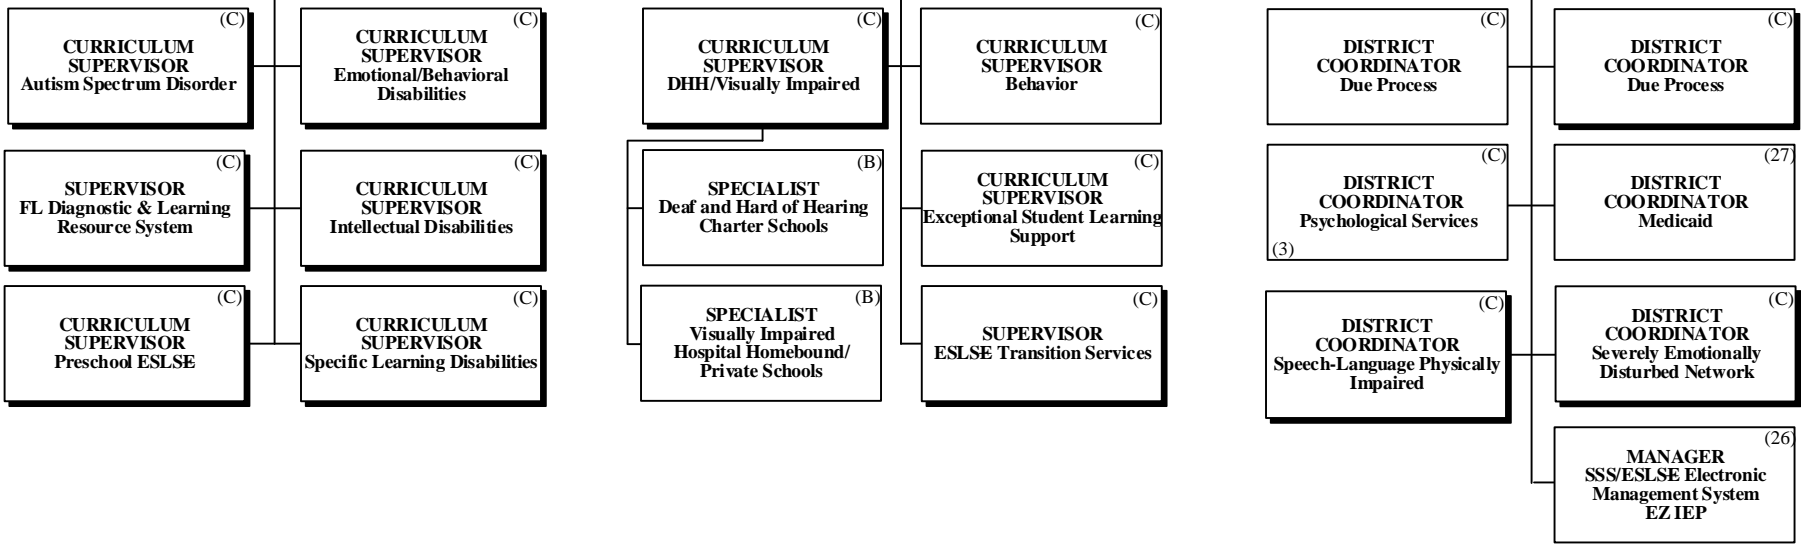 (C)
CURRICULUM
SUPERVISOR
Autism Spectrum Disorder
(C)
CURRICULUM
SUPERVISOR
Emotional/Behavioral
Disabilities
(C)
SUPERVISOR
FL Diagnostic & Learning
Resource System
(C)
CURRICULUM
SUPERVISOR
Intellectual Disabilities
(C)
CURRICULUM
SUPERVISOR
Preschool ESLSE
(C)
CURRICULUM
SUPERVISOR
Specific Learning Disabilities
(C)
CURRICULUM
SUPERVISOR
DHH/Visually Impaired
(C)
CURRICULUM
SUPERVISOR
Behavior
(B)
SPECIALIST
Deaf and Hard of Hearing
Charter Schools
(C)
CURRICULUM
SUPERVISOR
Exceptional Student Learning
Support
(B)
SPECIALIST
Visually Impaired
Hospital Homebound/
Private Schools
(C)
SUPERVISOR
ESLSE Transition Services
(C)
DISTRICT
COORDINATOR
Due Process
(C)
DISTRICT
COORDINATOR
Due Process
(C)
DISTRICT
COORDINATOR
Psychological Services
(3)
(27)
DISTRICT
COORDINATOR
Medicaid
(C)
DISTRICT
COORDINATOR
Speech-Language Physically
Impaired
(C)
DISTRICT
COORDINATOR
Severely Emotionally
Disturbed Network
(26)
MANAGER
SSS/ESLSE Electronic
Management System
EZ IEP